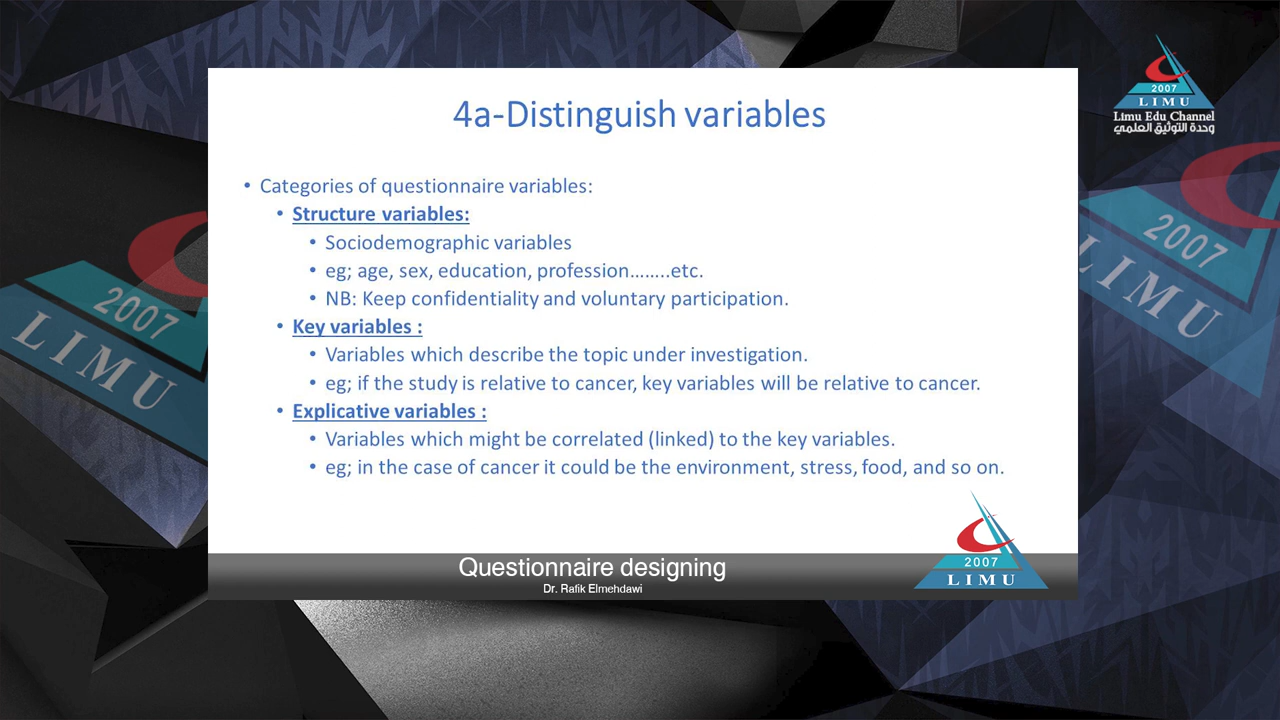 4a-Distinguish variables
• Categories of questionnaire variables:
• Structure variables:
• Sociodemographic variables
• eg; age, sex, education, profession……..etc.
• NB: Keep confidentiality and voluntary participation.
• Key variables :
• Variables which describe the topic under investigation.
• eg; if the study is relative to cancer, key variables will be relative to cancer.
• Explicative variables :
• Variables which might be correlated (linked) to the key variables.
• eg; in the case of cancer it could be the environment, stress, food, and so on.
Questionnaire designing
Dr. Rafik Elmehdawi
2007
LIMU
2007
LIMU
Limu Edu Channel
وحدة التوثيق العلمي
2007
LIMU
2007
LIMU